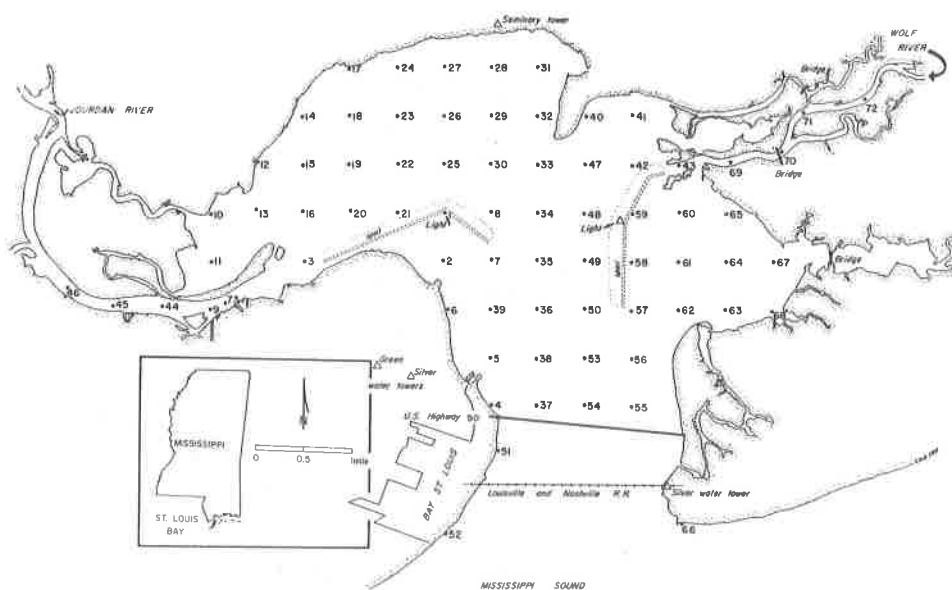 Seminary tower
WOLF
RIVER
17 24 27 28 31
Bridge
72
JOURDAN RIVER
14 18 23 26 29 32 40 41
71
12 15 19 22 25 30 33 47 42 43 69 70
Bridge
10 13 16 20 21 1 8 34 48 59 60 65
Light
Light
spoil
11 3 2 7 35 49 58 61 64 67
Bridge
46 45 44 9 73 6 39 36 50 57 62 63 68
5 38 53 56
Green
Silver
water towers
4 37 54 55
U.S. Highway 90
MISSISSIPPI
N
0 0.5
51
BAY ST. LOUIS
Louisville and Nashville R.R.
Silver water tower
ST. LOUIS
BAY
52
66
MISSISSIPPI SOUND